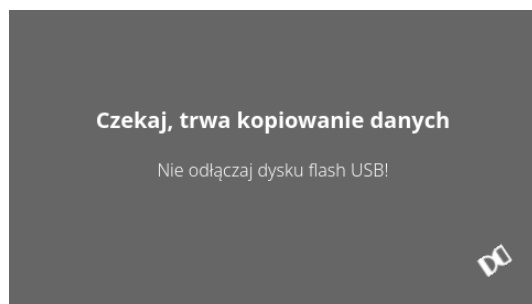 Czekaj, trwa kopiowanie danych
Nie odłączaj dysku flash USB!